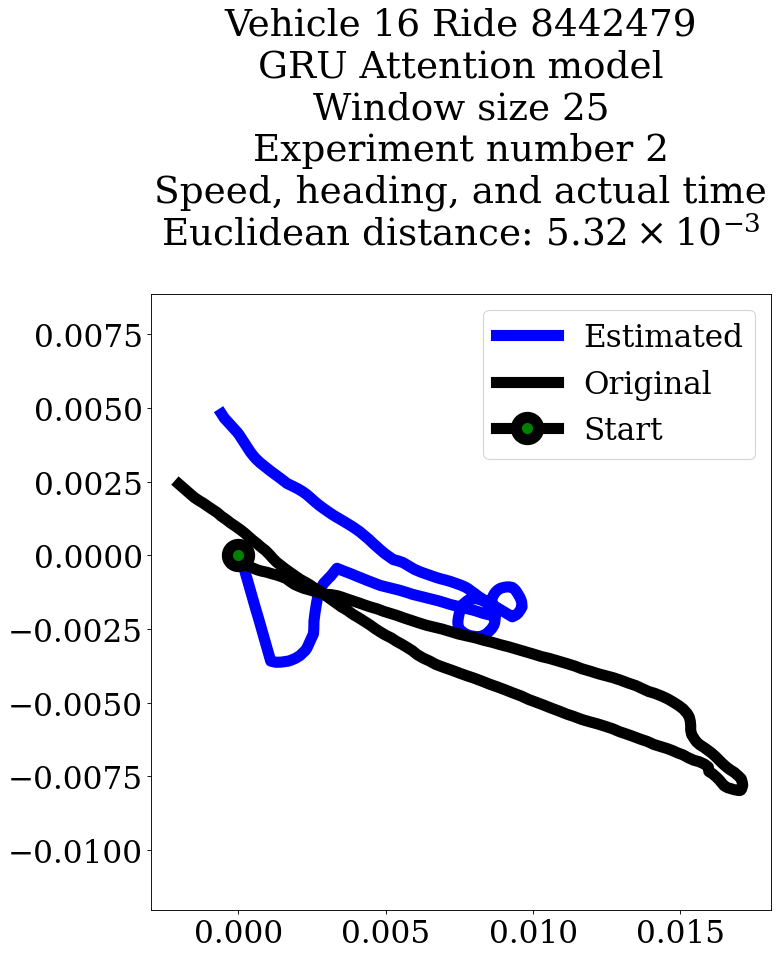 Vehicle 16 Ride 8442479
GRU Attention model
Window size 25
Experiment number 2
Speed, heading, and actual time
Euclidean distance: 5.32 × 10⁻³
Estimated
Original
Start
0.0075
0.0050
0.0025
0.0000
−0.0025
−0.0050
−0.0075
−0.0100
0.000 0.005 0.010 0.015